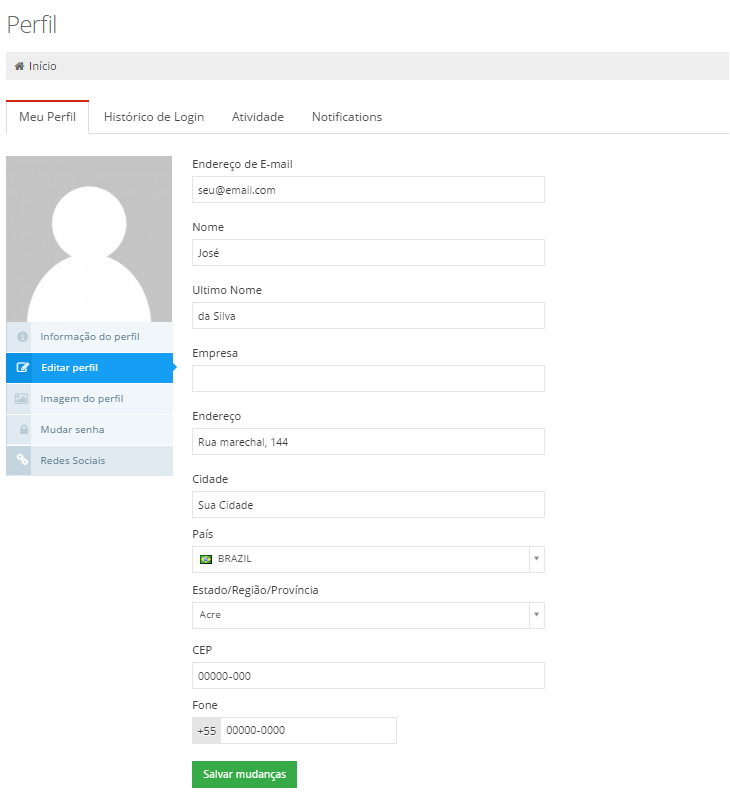 Perfil
Início
Meu Perfil Histórico de Login Atividade Notifications
Informação do perfil
Editar perfil
Imagem do perfil
Mudar senha
Redes Sociais
Endereço de E-mail
seu@email.com
Nome
José
Ultimo Nome
da Silva
Empresa
Endereço
Rua marechal, 144
Cidade
Sua Cidade
País
BRAZIL
Estado/Região/Província
Acre
CEP
00000-000
Fone
+55 00000-0000
Salvar mudanças